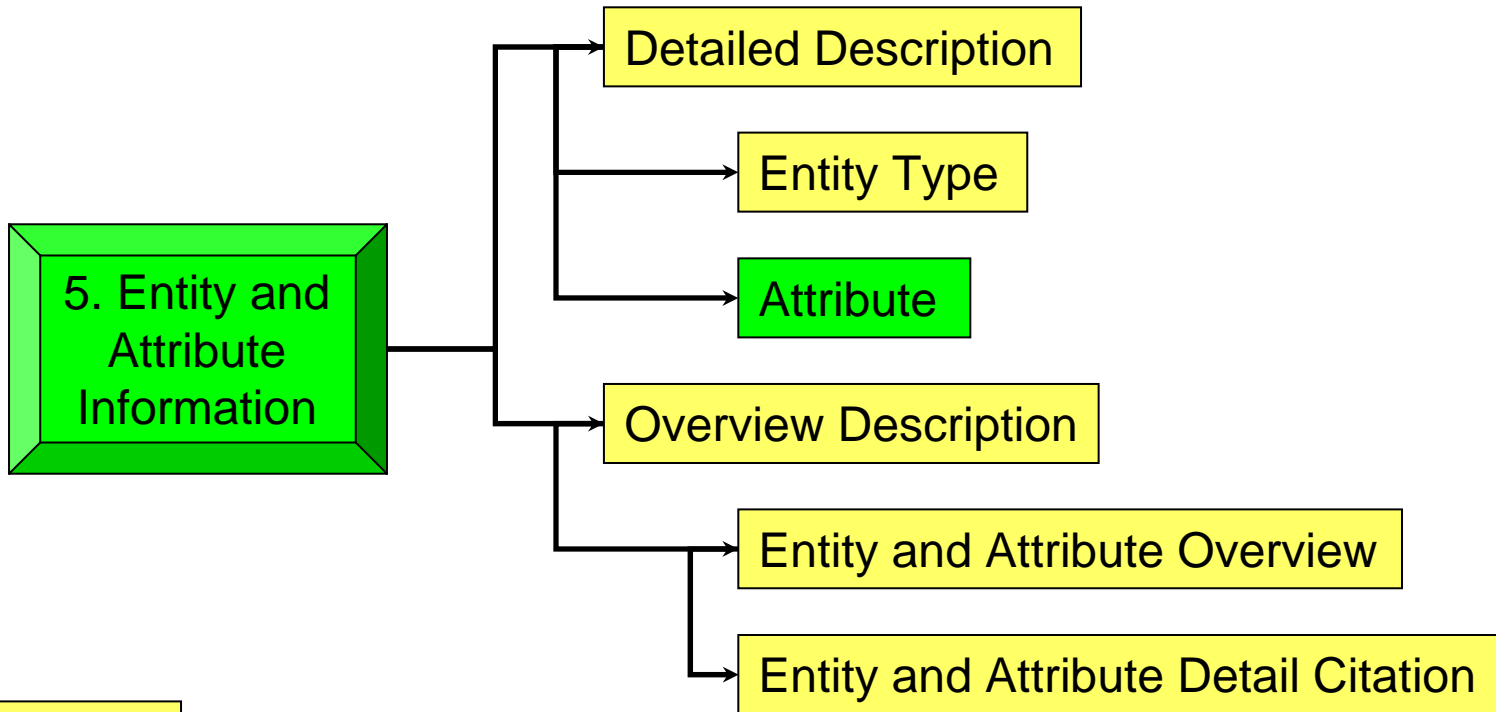 Detailed Description
Entity Type
5. Entity and
Attribute
Information
Attribute
Overview Description
Entity and Attribute Overview
Entity and Attribute Detail Citation